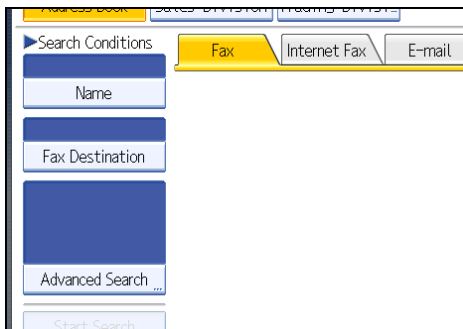 Address Book Sales Division Trading Divisi...
▶Search Conditions
Fax Internet Fax E-mail
Name
Fax Destination
Advanced Search ...
Start Search